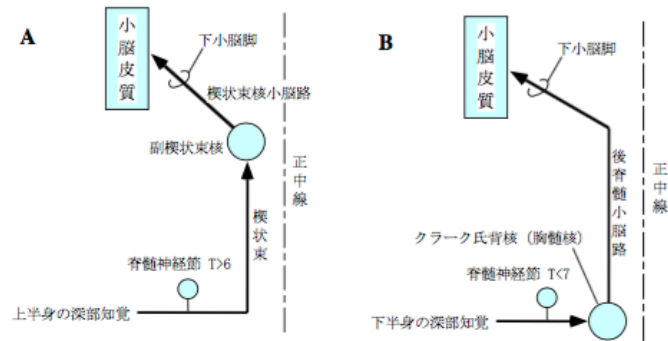 A
小脳皮質
下小脳脚
楔状束核小脳路
副楔状束核
正中線
楔状束
脊髄神経節 T>6
上半身の深部知覚
B
小脳皮質
下小脳脚
後脊髄小脳路
正中線
クラーク氏背核（胸髄核）
脊髄神経節 T<7
下半身の深部知覚